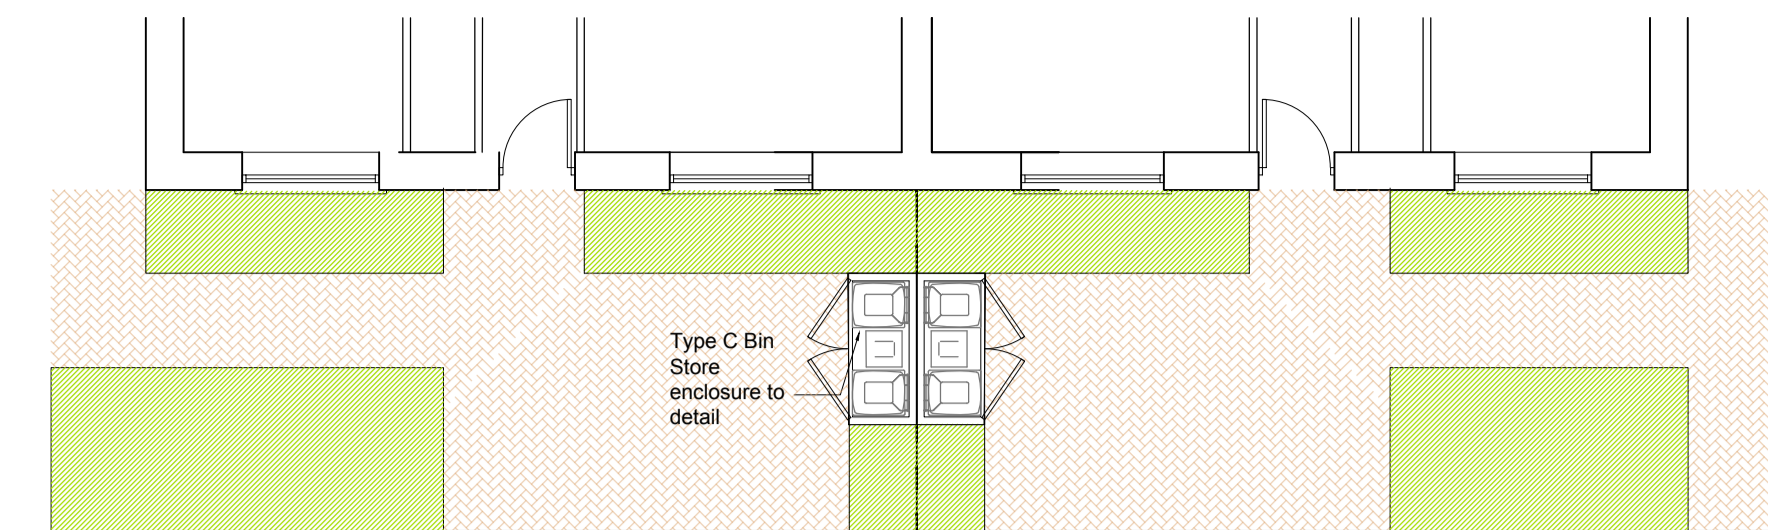 Type C Bin
Store
enclosure to
detail